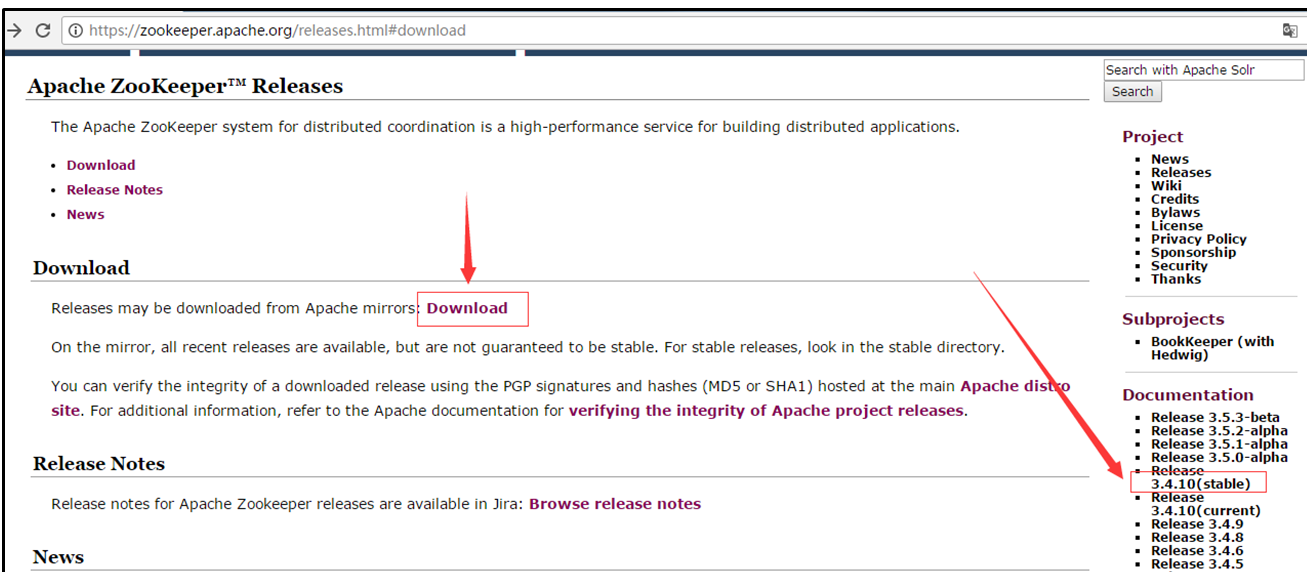 https://zookeeper.apache.org/releases.html#download
Apache ZooKeeper™ Releases
The Apache ZooKeeper system for distributed coordination is a high-performance service for building distributed applications.
Download
Release Notes
News
Download
Releases may be downloaded from Apache mirrors: Download
On the mirror, all recent releases are available, but are not guaranteed to be stable. For stable releases, look in the stable directory.
You can verify the integrity of a downloaded release using the PGP signatures and hashes (MD5 or SHA1) hosted at the main Apache distro
site. For additional information, refer to the Apache documentation for verifying the integrity of Apache project releases.
Release Notes
Release notes for Apache Zookeeper releases are available in Jira: Browse release notes
News
Search with Apache Solr
Search
Project
News
Releases
Wiki
Credits
Bylaws
License
Privacy Policy
Sponsorship
Security
Thanks
Subprojects
BookKeeper (with
Hedwig)
Documentation
Release 3.5.3-beta
Release 3.5.2-alpha
Release 3.5.1-alpha
Release 3.5.0-alpha
Release
3.4.10(stable)
Release
3.4.10(current)
Release 3.4.9
Release 3.4.8
Release 3.4.6
Release 3.4.5